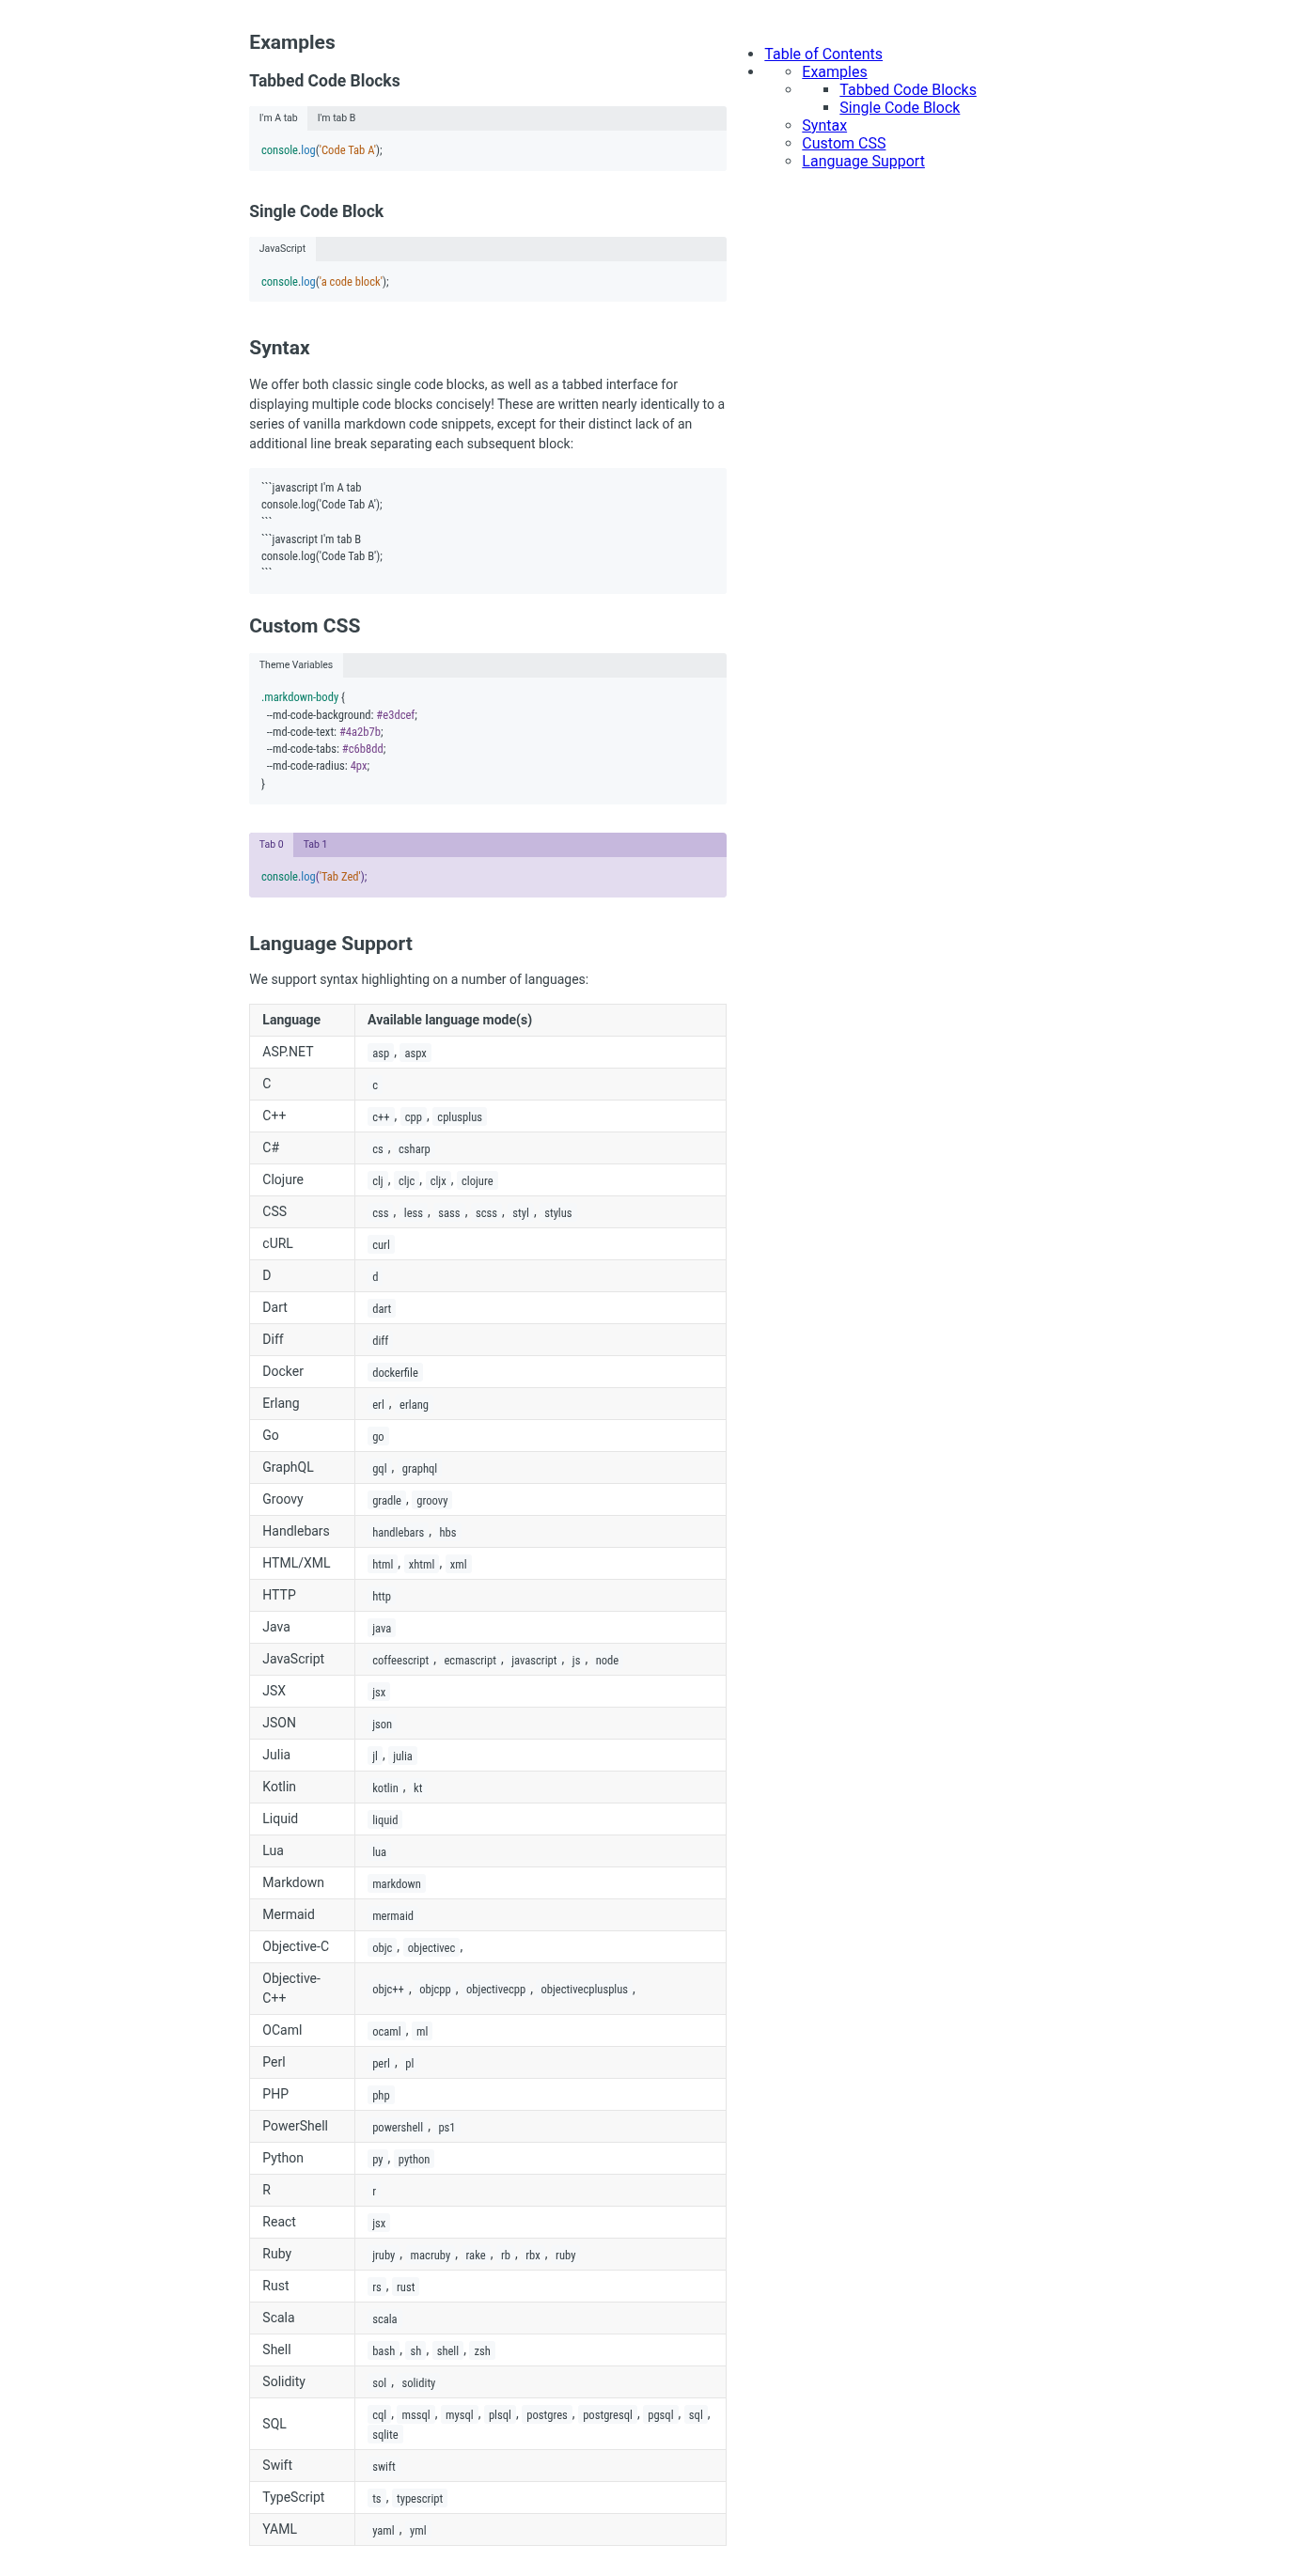 Examples
Tabbed Code Blocks
I'm A tab I'm tab B
console.log('Code Tab A');
Single Code Block
JavaScript
console.log('a code block');
Syntax
We offer both classic single code blocks, as well as a tabbed interface for
displaying multiple code blocks concisely! These are written nearly identically to a
series of vanilla markdown code snippets, except for their distinct lack of an
additional line break separating each subsequent block:
```javascript I'm A tab
console.log('Code Tab A');
```
```javascript I'm tab B
console.log('Code Tab B');
```
Custom CSS
Theme Variables
.markdown-body {
--md-code-background: #e3dcef;
--md-code-text: #4a2b7b;
--md-code-tabs: #c6b8dd;
--md-code-radius: 4px;
}
Tab 0 Tab 1
console.log('Tab Zed');
Language Support
We support syntax highlighting on a number of languages:
Language Available language mode(s)
ASP.NET asp , aspx
C c
C++ c++ , cpp , cplusplus
C# cs , csharp
Clojure clj , cljc , cljx , clojure
CSS css , less , sass , scss , styl , stylus
cURL curl
D d
Dart dart
Diff diff
Docker dockerfile
Erlang erl , erlang
Go go
GraphQL gql , graphql
Groovy gradle , groovy
Handlebars handlebars , hbs
HTML/XML html , xhtml , xml
HTTP http
Java java
JavaScript coffeescript , ecmascript , javascript , js , node
JSX jsx
JSON json
Julia jl , julia
Kotlin kotlin , kt
Liquid liquid
Lua lua
Markdown markdown
Mermaid mermaid
Objective-C objc , objectivec ,
Objective-
C++ objc++ , objcpp , objectivecpp , objectivecplusplus ,
OCaml ocaml , ml
Perl perl , pl
PHP php
PowerShell powershell , ps1
Python py , python
R r
React jsx
Ruby jruby , macruby , rake , rb , rbx , ruby
Rust rs , rust
Scala scala
Shell bash , sh , shell , zsh
Solidity sol , solidity
SQL cql , mssql , mysql , plsql , postgres , postgresql , pgsql , sql ,
sqlite
Swift swift
TypeScript ts , typescript
YAML yaml , yml
Table of Contents
Examples
Tabbed Code Blocks
Single Code Block
Syntax
Custom CSS
Language Support